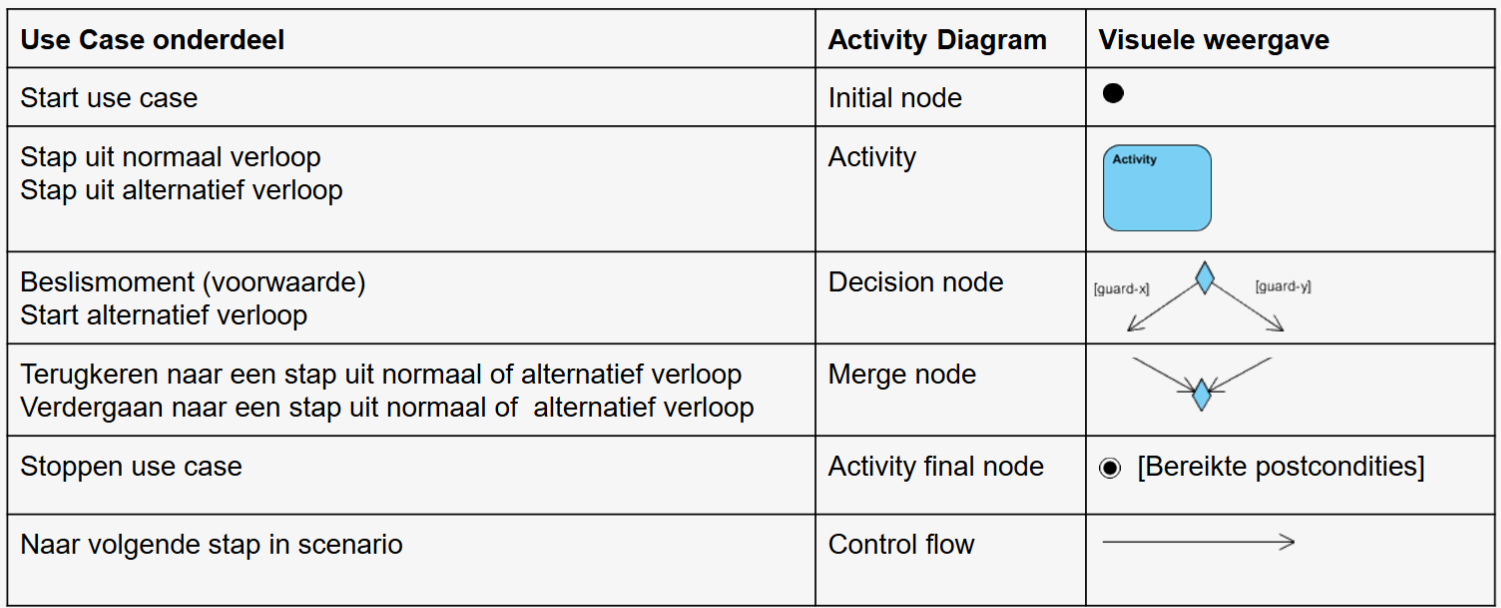 Use Case onderdeel
Activity Diagram
Visuele weergave
Start use case
Initial node
Stap uit normaal verloop
Stap uit alternatief verloop
Activity
Activity
Beslismoment (voorwaarde)
Start alternatief verloop
Decision node
[guard-x]
[guard-y]
Terugkeren naar een stap uit normaal of alternatief verloop
Verdergaan naar een stap uit normaal of  alternatief verloop
Merge node
Stoppen use case
Activity final node
[Bereikte postcondities]
Naar volgende stap in scenario
Control flow